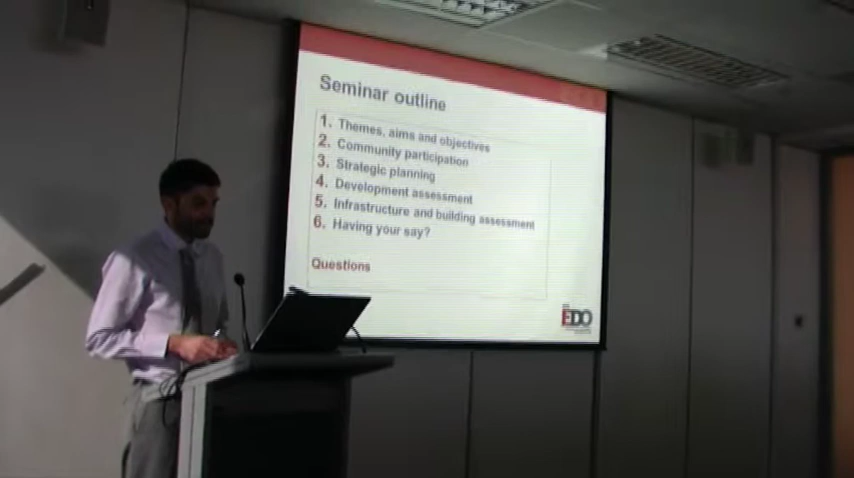 Seminar outline
1. Themes, aims and objectives
2. Community participation
3. Strategic planning
4. Development assessment
5. Infrastructure and building assessment
6. Having your say?
Questions
EDO